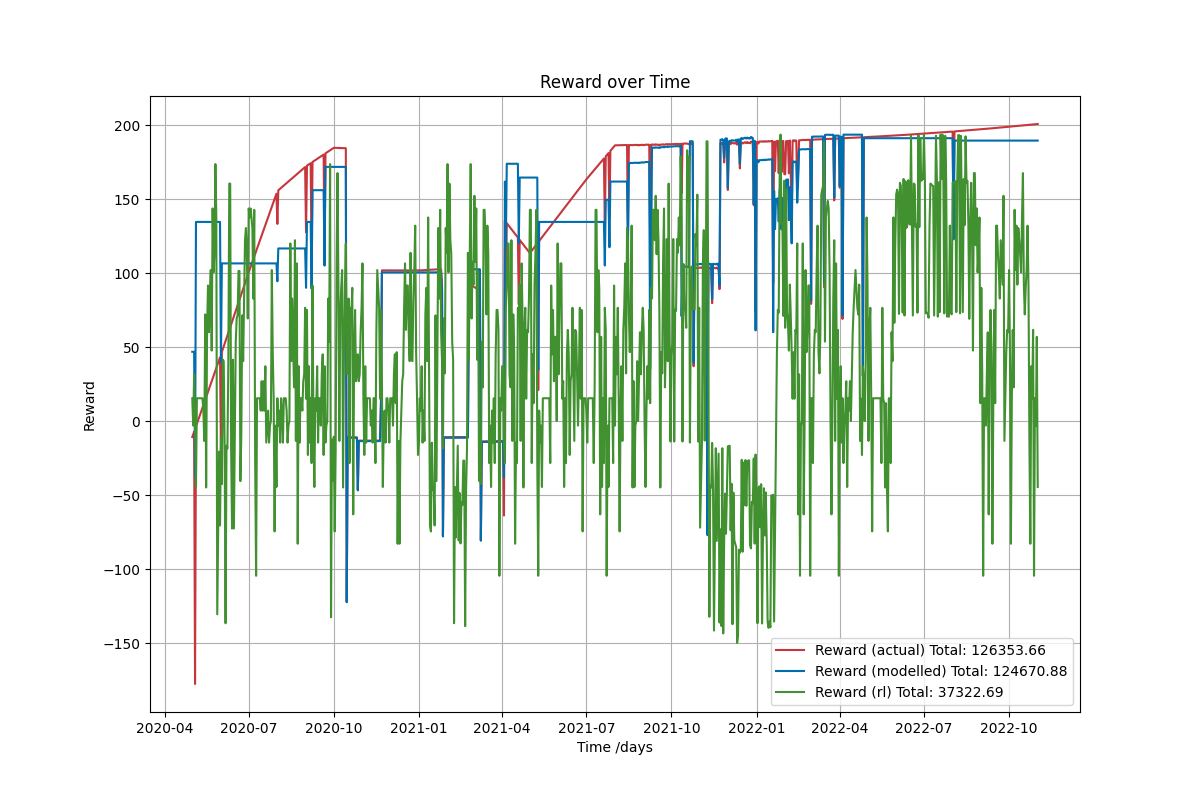 Reward over Time
Reward
200
150
100
50
0
−50
−100
−150
Reward (actual) Total: 126353.66
Reward (modelled) Total: 124670.88
Reward (rl) Total: 37322.69
2020-04 2020-07 2020-10 2021-01 2021-04 2021-07 2021-10 2022-01 2022-04 2022-07 2022-10
Time /days